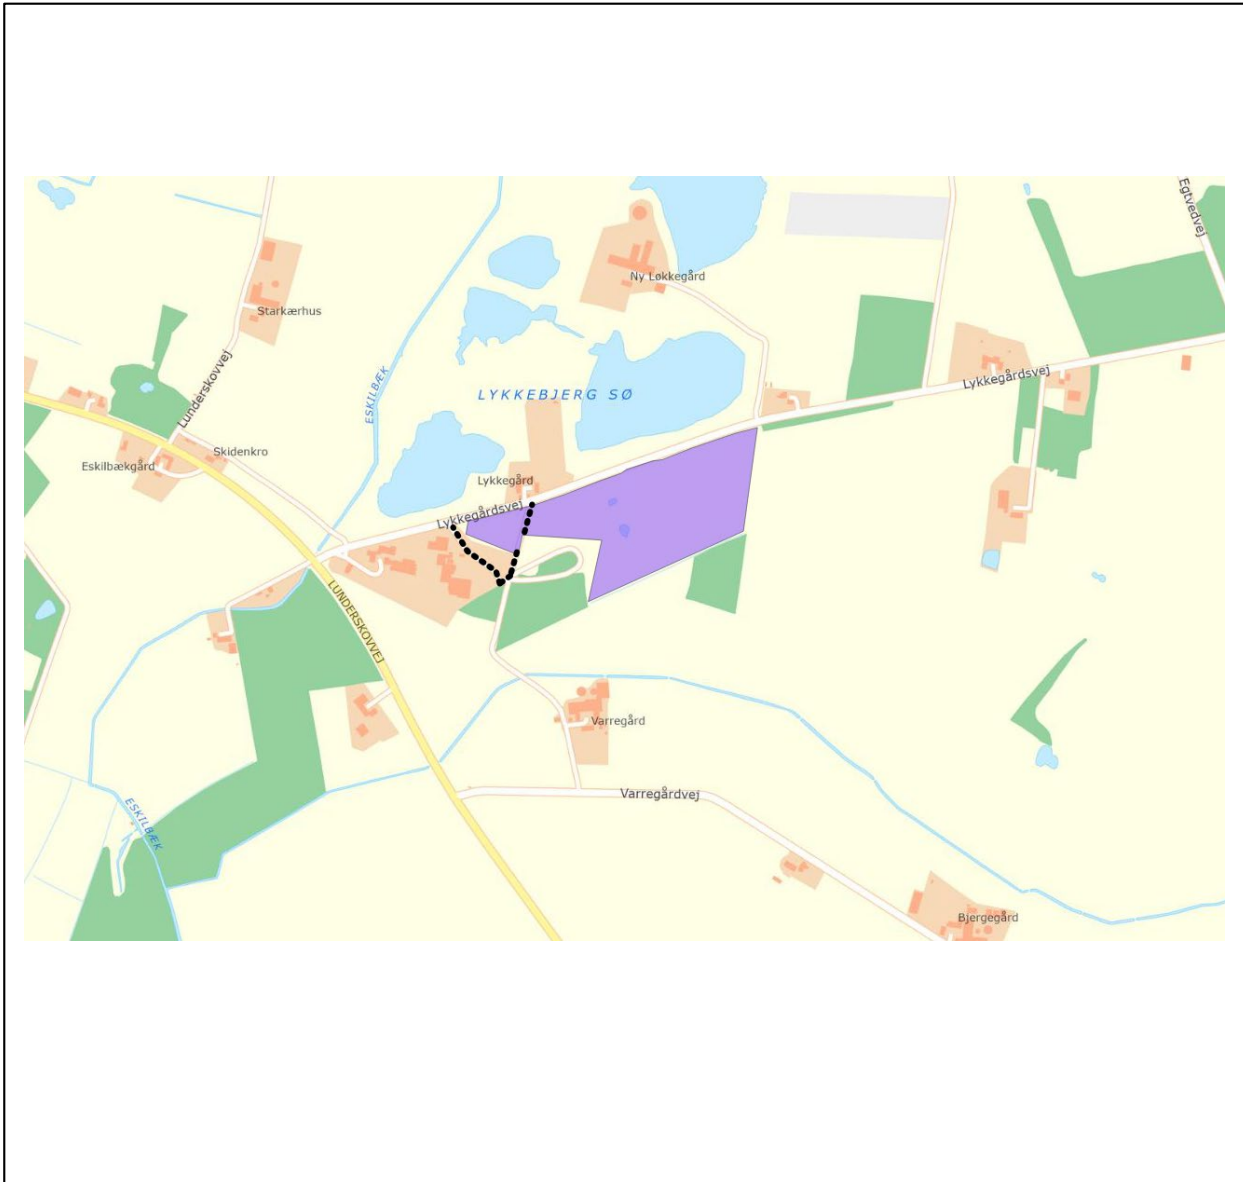 Egtvedvej
Ny Løkkegård
Starkærhus
Lunderskovvej
ESKILBÆK
LYKKEBJERG SØ
Lykkegårdsvej
Skidenkro
Eskilbækgård
Lykkegård
Lykkegårdsvej
LUNDERSKOVVEJ
Varregård
Varregårdvej
ESKILBÆK
Bjergegård